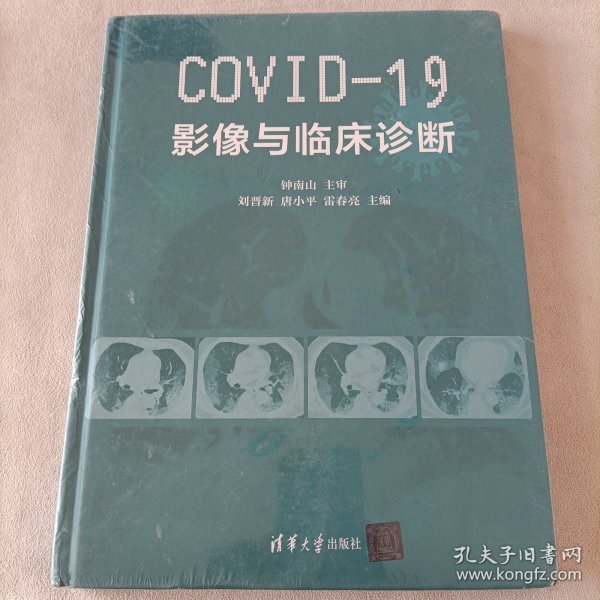 COVID-19
影像与临床诊断
钟南山 主审
刘晋新 唐小平 雷春亮 主编
清华大学出版社
孔夫子旧书网
www.kongfz.com